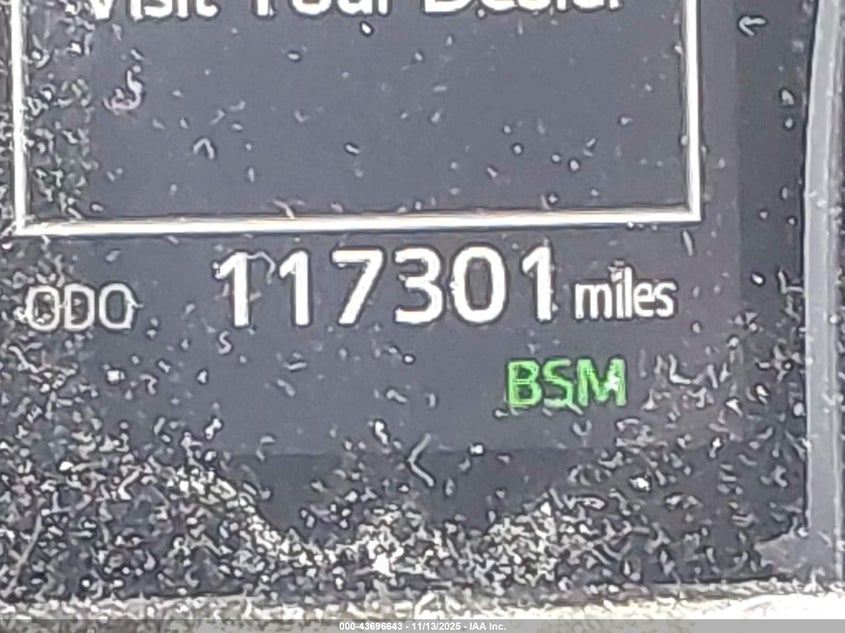 Visit Your Dealer
ODO 117301 miles
BSM
000-43696643 - 11/13/2025 - IAA Inc.